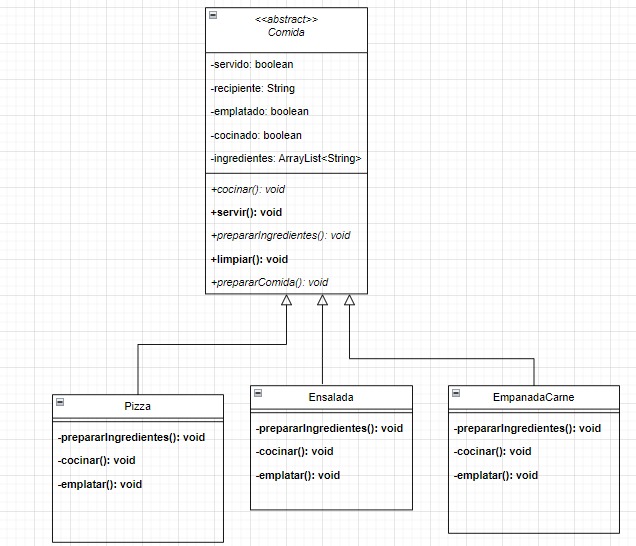 <<abstract>>
Comida
-servido: boolean
-recipiente: String
-emplatado: boolean
-cocinado: boolean
-ingredientes: ArrayList<String>
+cocinar(): void
+servir(): void
+prepararIngredientes(): void
+limpiar(): void
+prepararComida(): void
Pizza
-prepararIngredientes(): void
-cocinar(): void
-emplatar(): void
Ensalada
-prepararIngredientes(): void
-cocinar(): void
-emplatar(): void
EmpanadaCarne
-prepararIngredientes(): void
-cocinar(): void
-emplatar(): void